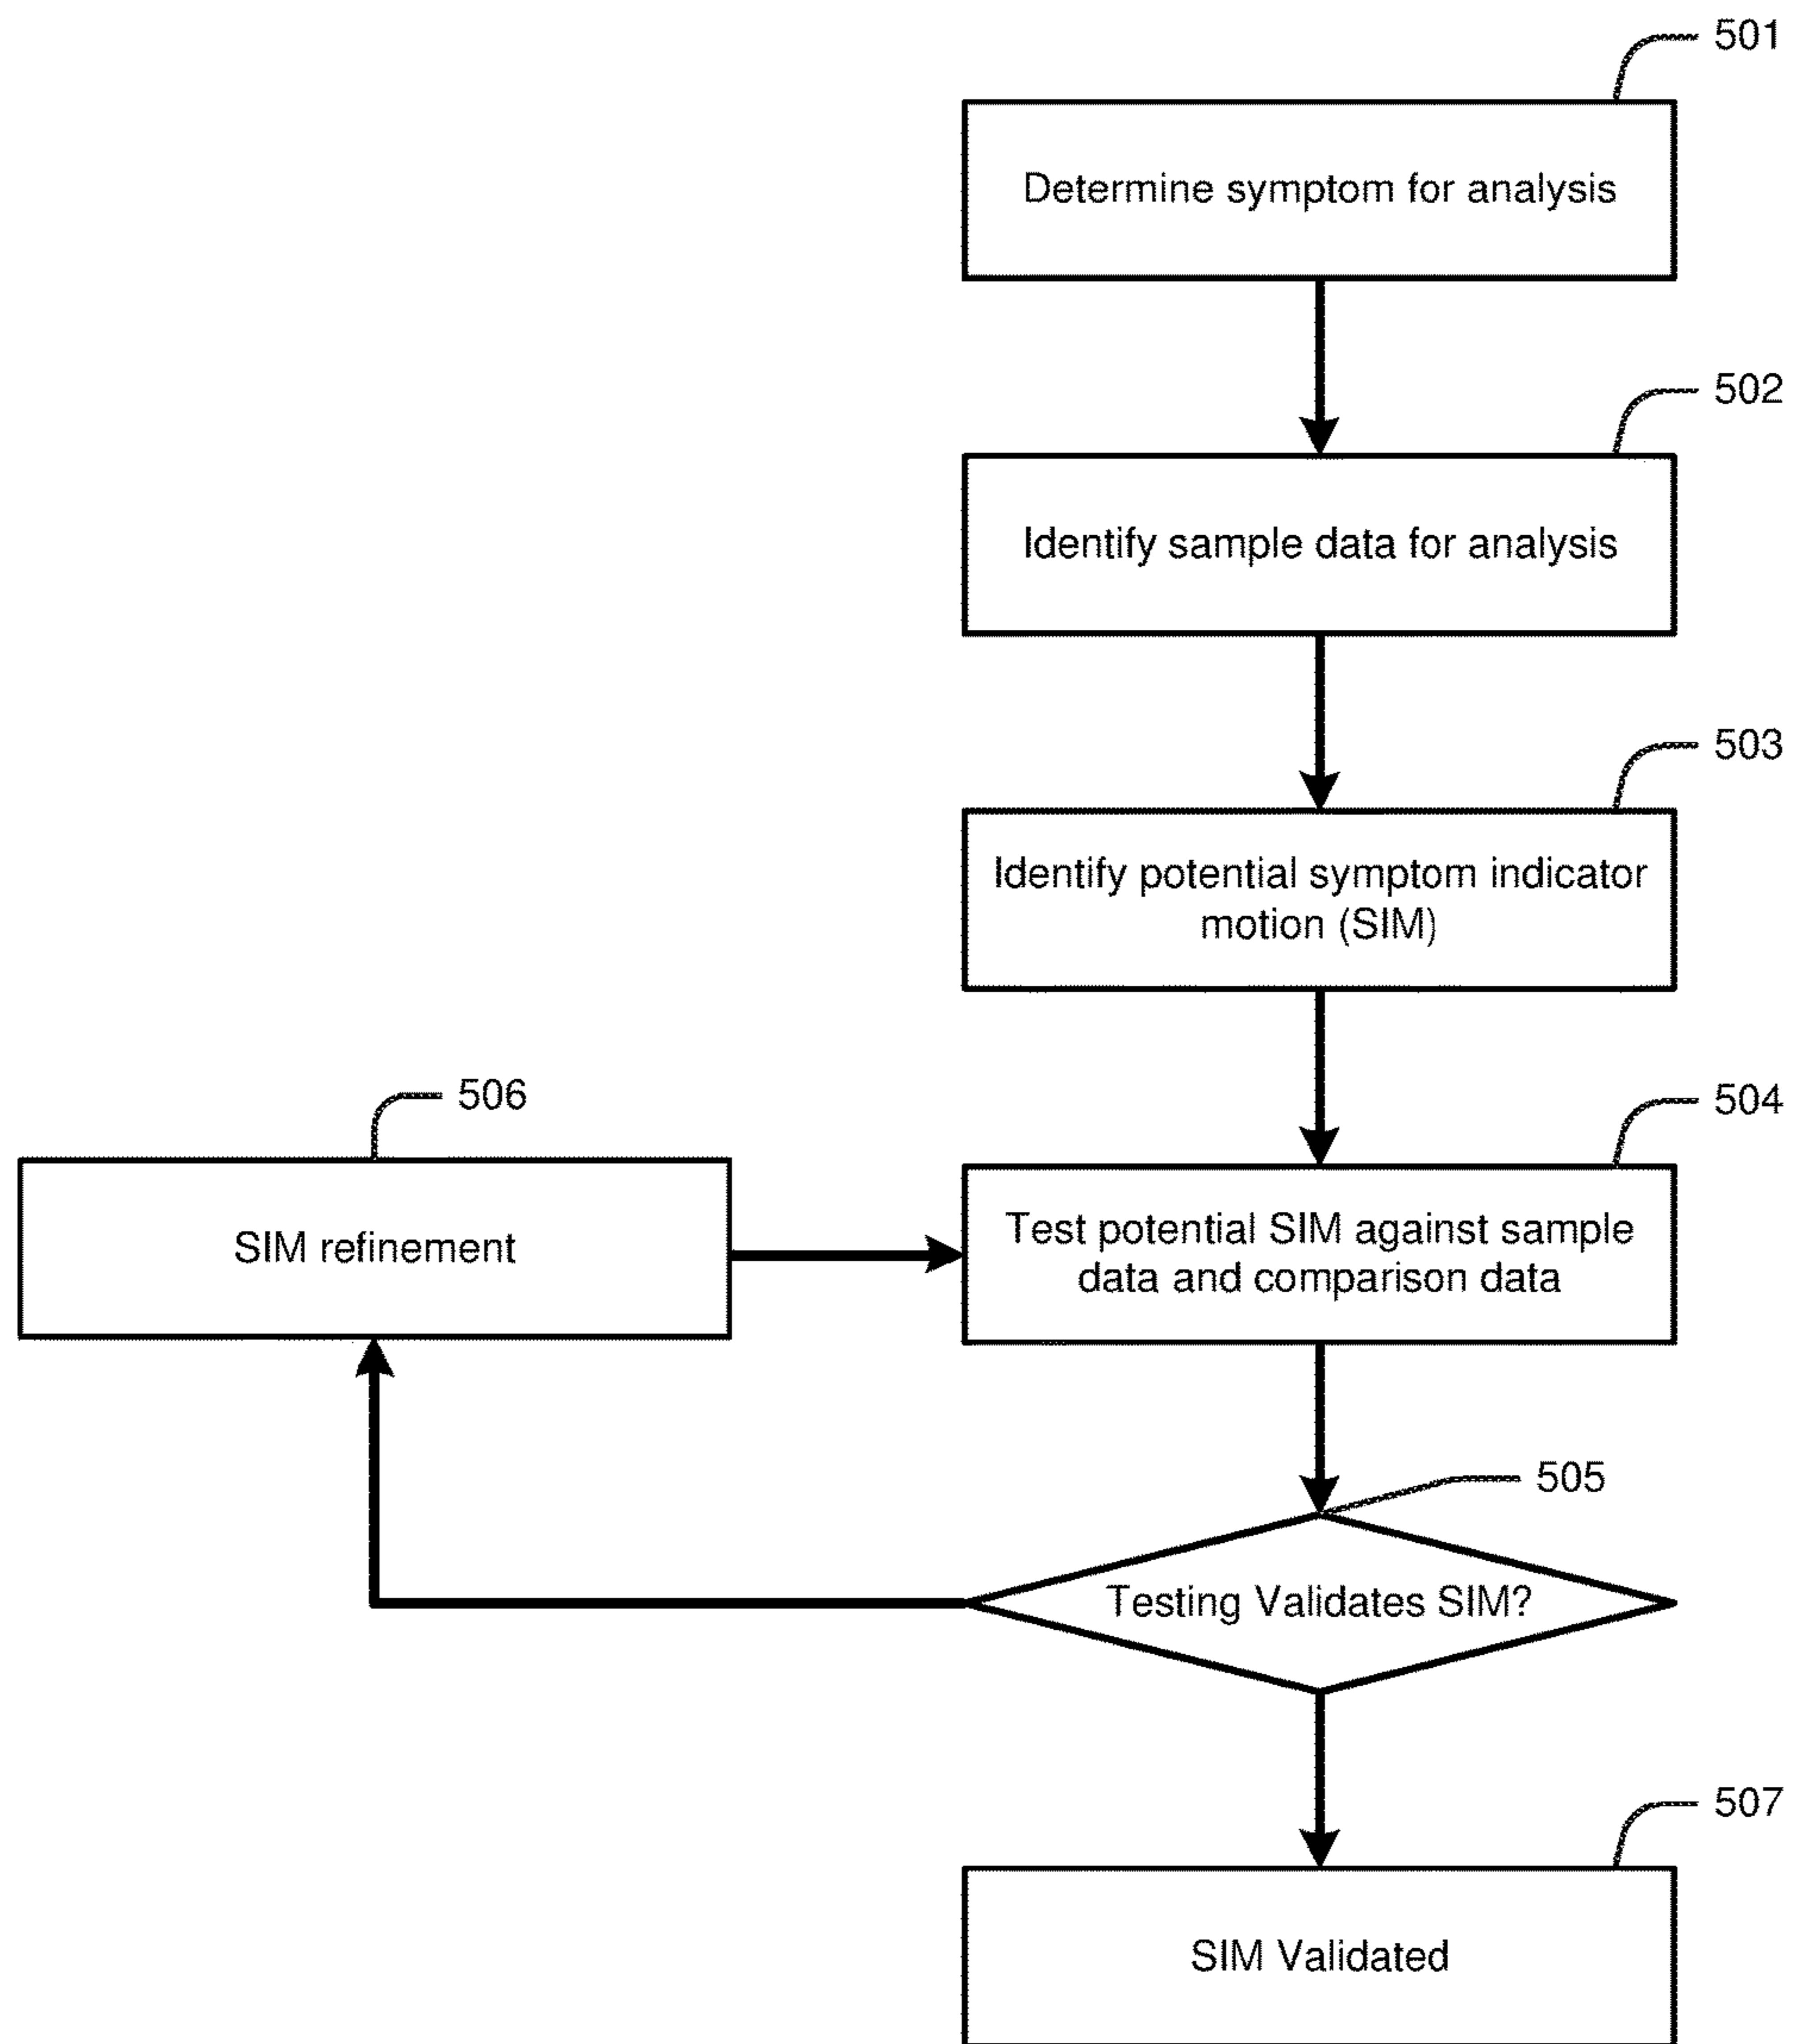 501
Determine symptom for analysis
502
Identify sample data for analysis
503
Identify potential symptom indicator
motion (SIM)
506
504
SIM refinement
Test potential SIM against sample
data and comparison data
505
Testing Validates SIM?
507
SIM Validated